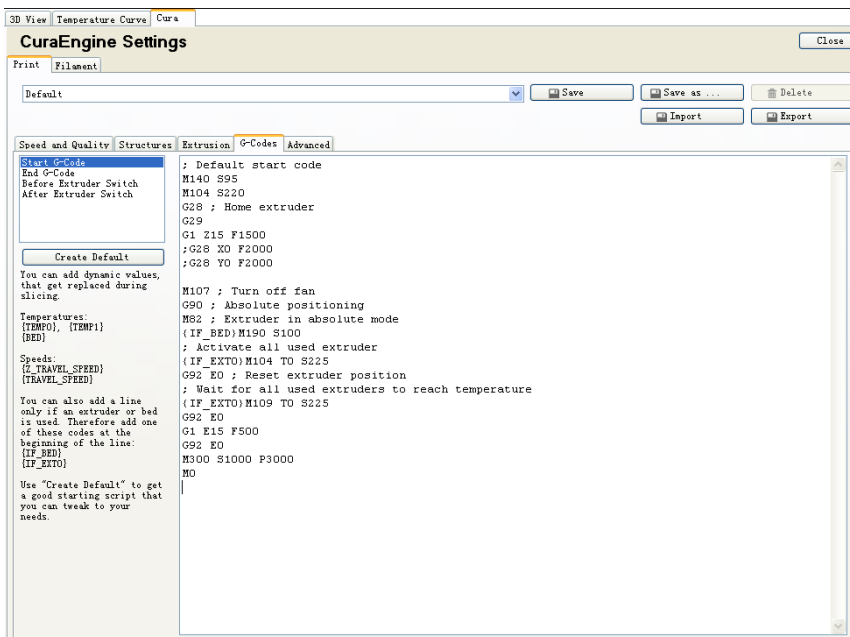 3D View Temperature Curve Cura
CuraEngine Settings
Close
Print Filament
Default
Save
Save as ...
Delete
Import
Export
Speed and Quality Structures Extrusion G-Codes Advanced
Start G-Code
End G-Code
Before Extruder Switch
After Extruder Switch
Create Default
You can add dynamic values,
that get replaced during
slicing.
Temperatures:
{TEMP0}, {TEMP1}
{BED}
Speeds:
{Z_TRAVEL_SPEED}
{TRAVEL_SPEED}
You can also add a line
only if an extruder or bed
is used. Therefore add one
of these codes at the
beginning of the line:
{IF_BED}
{IF_EXT0}
Use "Create Default" to get
a good starting script that
you can tweak to your
needs.
; Default start code
M140 S95
M104 S220
G28 ; Home extruder
G29
G1 Z15 F1500
;G28 X0 F2000
;G28 Y0 F2000
M107 ; Turn off fan
G90 ; Absolute positioning
M82 ; Extruder in absolute mode
{IF_BED}M190 S100
; Activate all used extruder
{IF_EXT0}M104 T0 S225
G92 E0 ; Reset extruder position
; Wait for all used extruders to reach temperature
{IF_EXT0}M109 T0 S225
G92 E0
G1 E15 F500
G92 E0
M300 S1000 P3000
M0